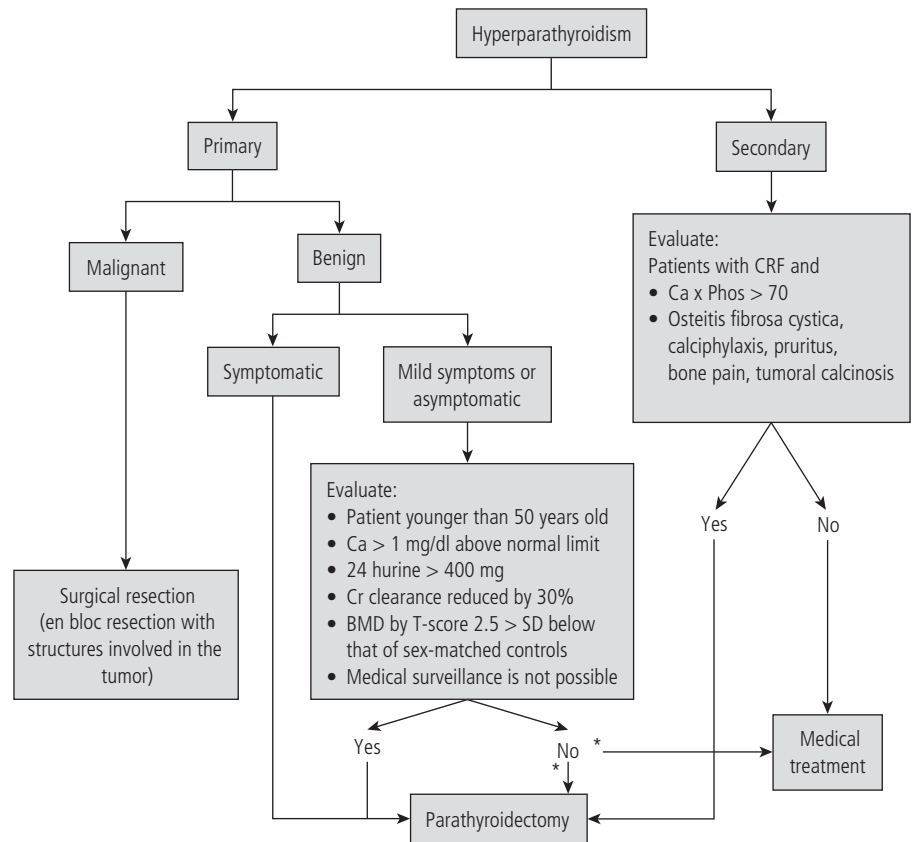 Hyperparathyroidism
Primary
Secondary
Malignant
Benign
Evaluate:
Patients with CRF and
• Ca x Phos > 70
• Osteitis fibrosa cystica,
calciphylaxis, pruritus,
bone pain, tumoral calcinosis
Symptomatic
Mild symptoms or
asymptomatic
Evaluate:
• Patient younger than 50 years old
• Ca > 1 mg/dl above normal limit
• 24 hurine > 400 mg
• Cr clearance reduced by 30%
• BMD by T-score 2.5 > SD below
that of sex-matched controls
• Medical surveillance is not possible
Yes
No
Surgical resection
(en bloc resection with
structures involved in the
tumor)
Yes
No *
*
Medical
treatment
Parathyroidectomy